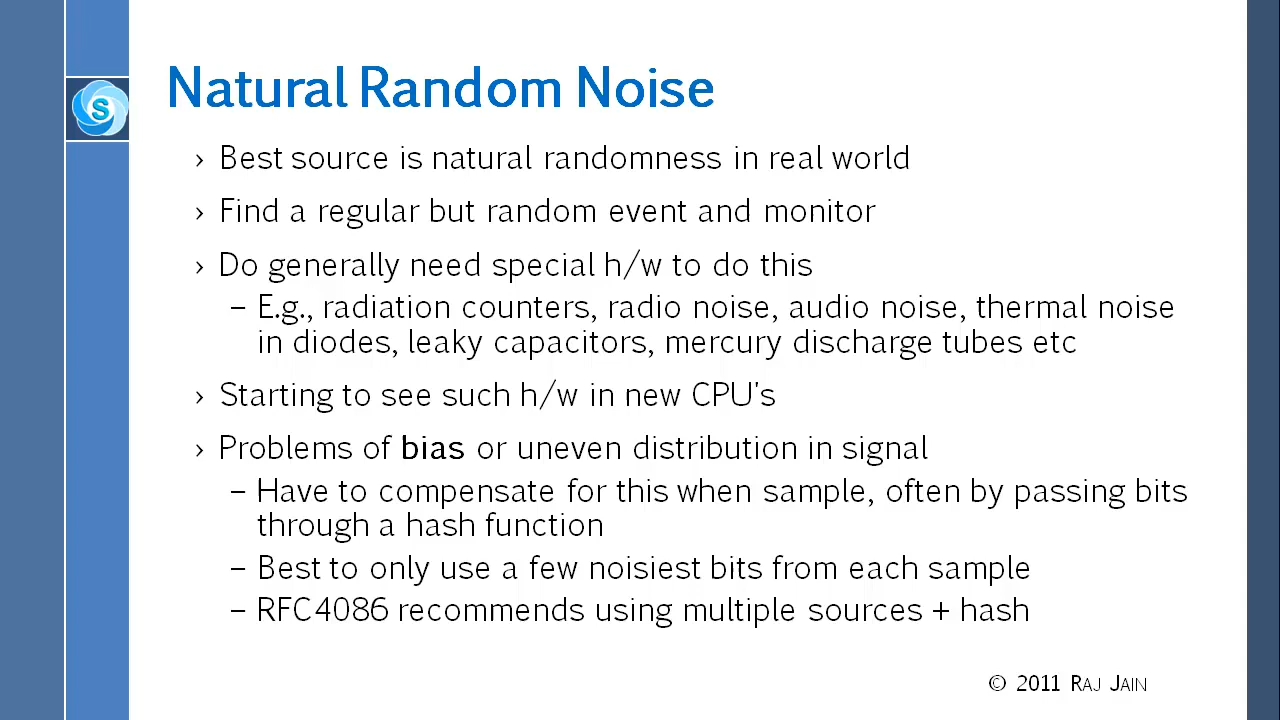 S
Natural Random Noise
› Best source is natural randomness in real world
› Find a regular but random event and monitor
› Do generally need special h/w to do this
– E.g., radiation counters, radio noise, audio noise, thermal noise
in diodes, leaky capacitors, mercury discharge tubes etc
› Starting to see such h/w in new CPU's
› Problems of bias or uneven distribution in signal
– Have to compensate for this when sample, often by passing bits
through a hash function
– Best to only use a few noisiest bits from each sample
– RFC4086 recommends using multiple sources + hash
© 2011 RAJ JAIN